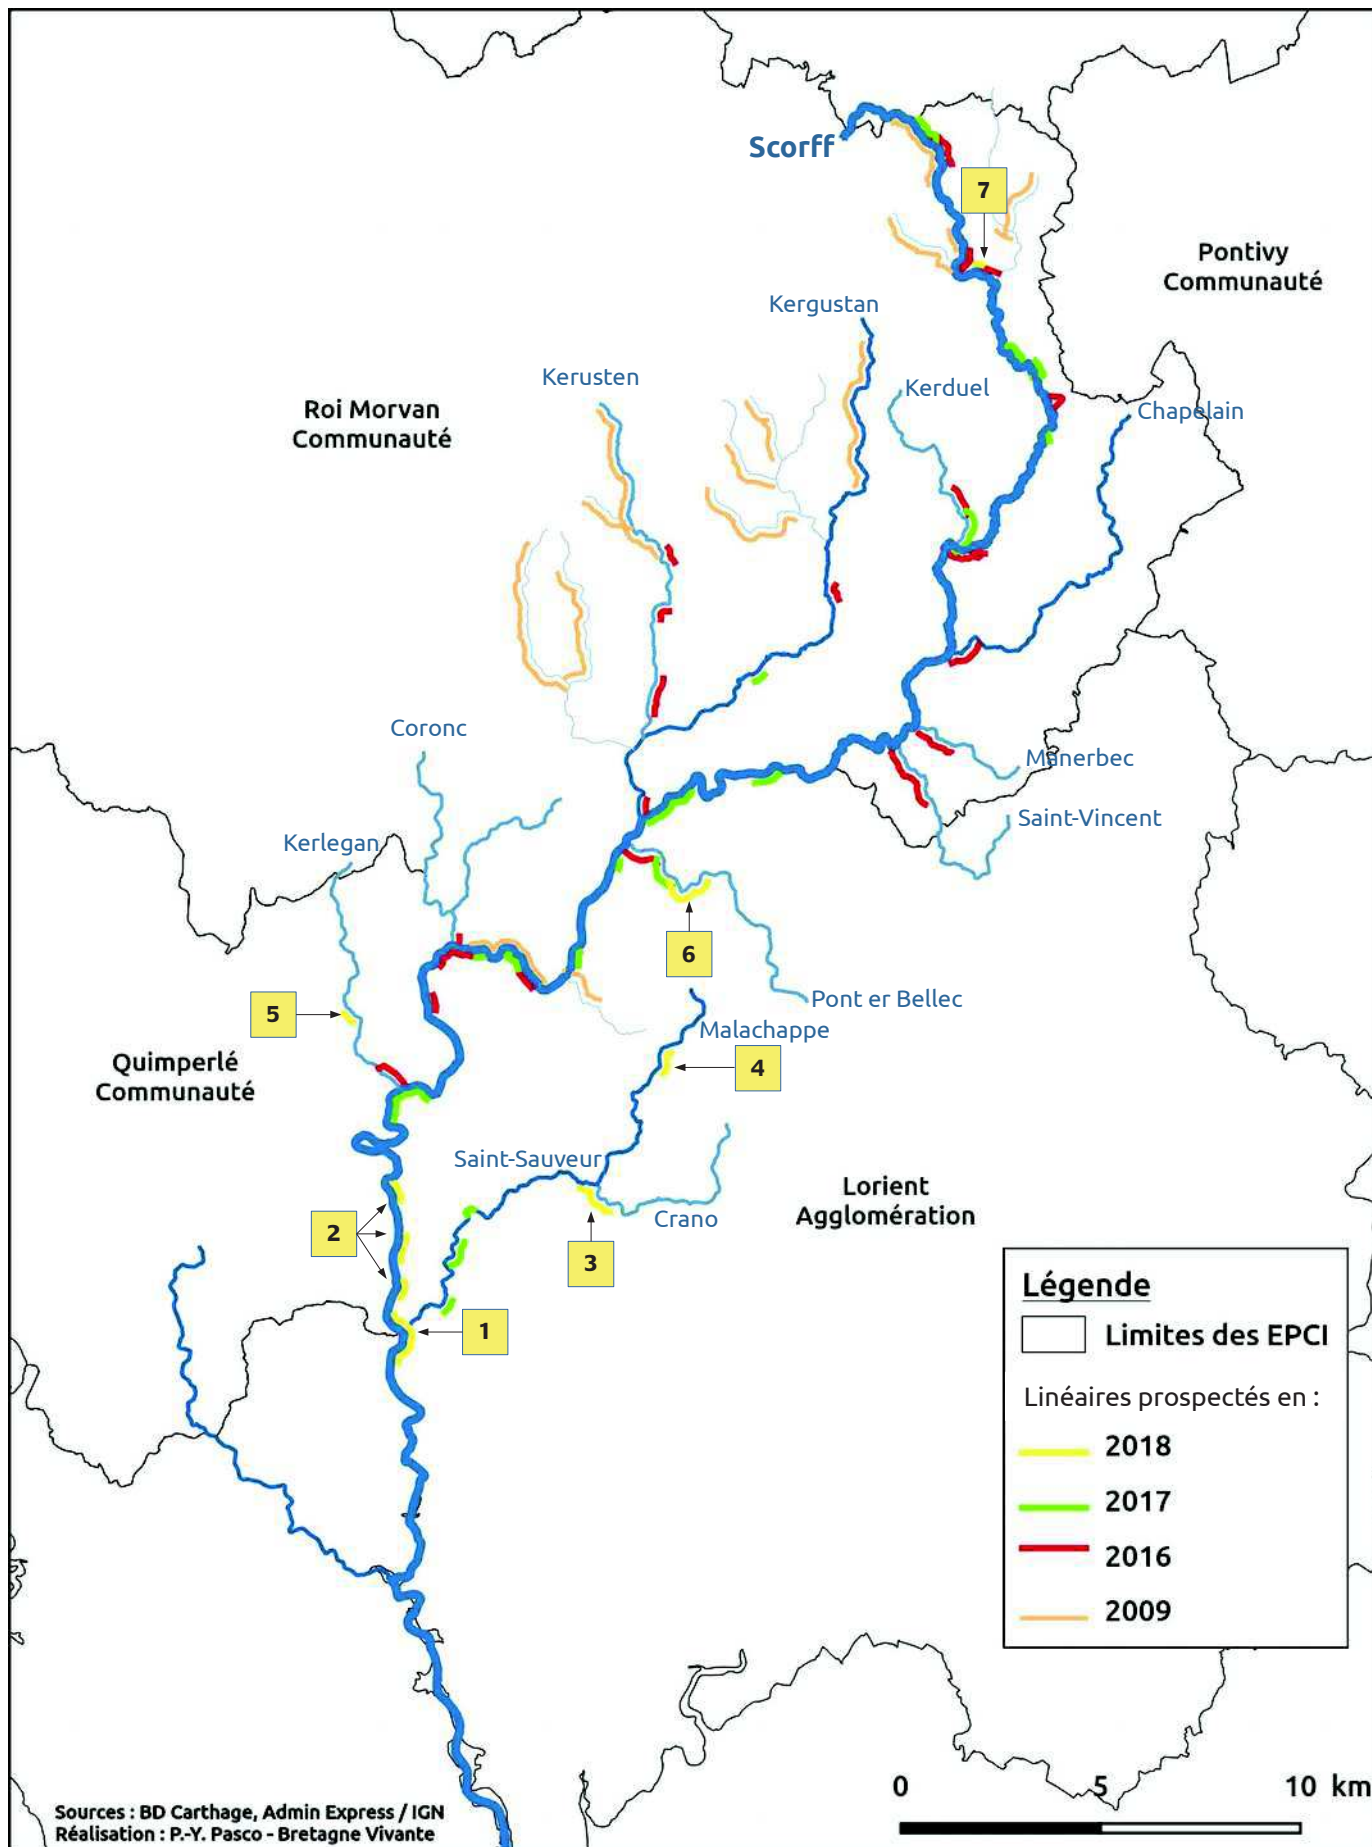 Scorff
7
Pontivy
Communauté
Kergustan
Kerusten
Kerduel
Roi Morvan
Communauté
Chapelain
Coronc
Manerbec
Saint-Vincent
Kerlegan
6
Pont er Bellec
5
Malachappe
Quimperlé
Communauté
4
Saint-Sauveur
Lorient
Agglomération
Crano
2
3
1
Légende
Limites des EPCI
Linéaires prospectés en :
2018
2017
2016
2009
0 5 10 km
Sources : BD Carthage, Admin Express / IGN
Réalisation : P.-Y. Pasco - Bretagne Vivante